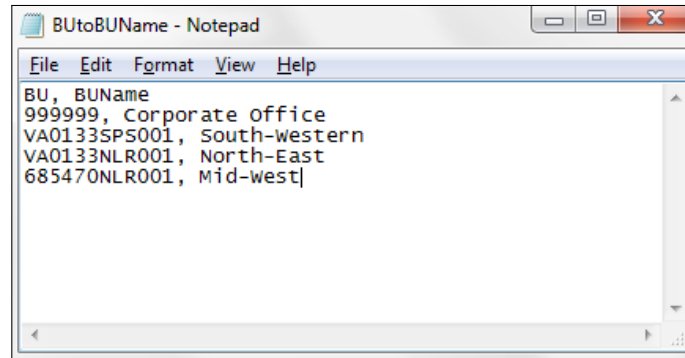 BUtoBUName - Notepad
File Edit Format View Help
BU, BUName
999999, Corporate Office
VA0133SPS001, South-Western
VA0133NLR001, North-East
685470NLR001, Mid-West